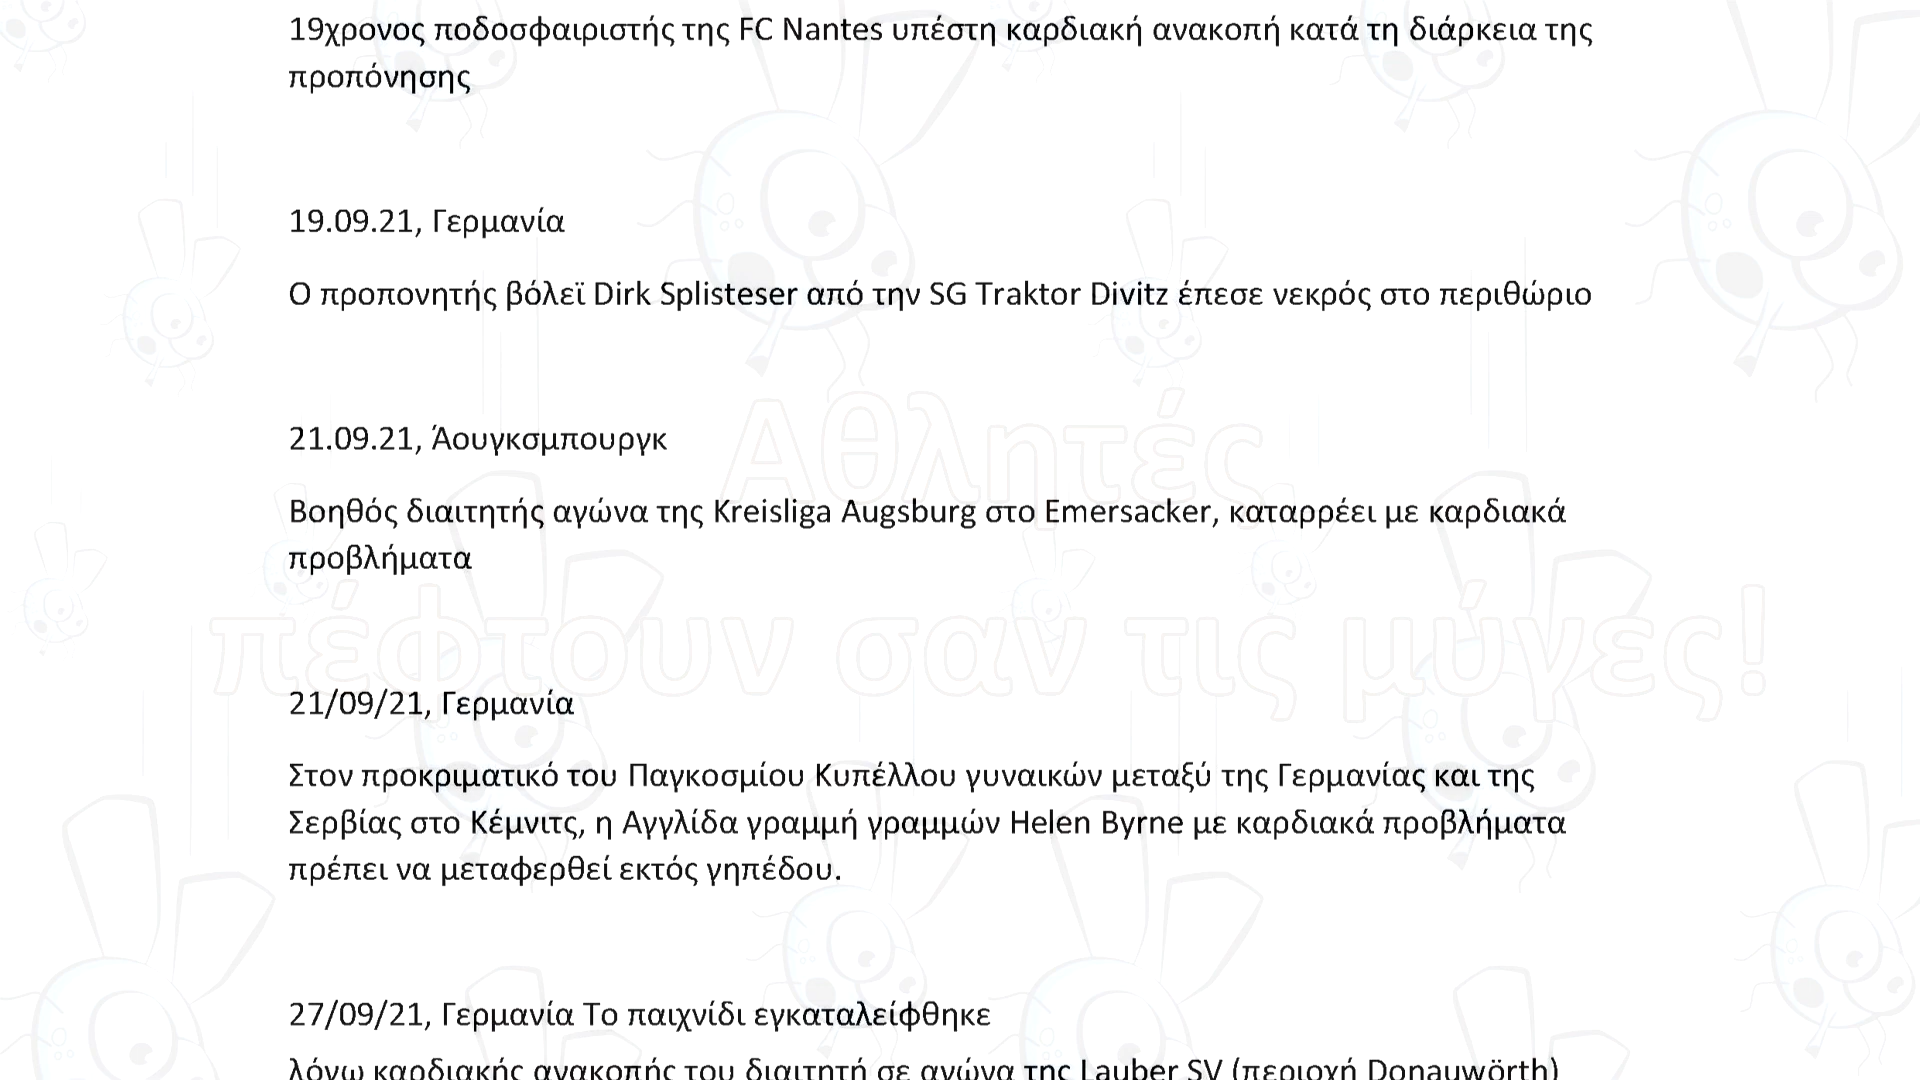 19χρονος ποδοσφαιριστής της FC Nantes υπέστη καρδιακή ανακοπή κατά τη διάρκεια της
προπόνησης
19.09.21, Γερμανία
Ο προπονητής βόλεϊ Dirk Splisteser από την SG Traktor Divitz έπεσε νεκρός στο περιθώριο
Αθλητές
21.09.21, Άουγκσμπουργκ
Βοηθός διαιτητής αγώνα της Kreisliga Augsburg στο Emersacker, καταρρέει με καρδιακά
προβλήματα
πέφτουν σαν τις μύγες!
21/09/21, Γερμανία
Στον προκριματικό του Παγκοσμίου Κυπέλλου γυναικών μεταξύ της Γερμανίας και της
Σερβίας στο Κέμνιτς, η Αγγλίδα γραμμή γραμμών Helen Byrne με καρδιακά προβλήματα
πρέπει να μεταφερθεί εκτός γηπέδου.
27/09/21, Γερμανία Το παιχνίδι εγκαταλείφθηκε
λόγω καρδιακής ανακοπής του διαιτητή σε αγώνα της Lauber SV (περιοχή Donauwörth)